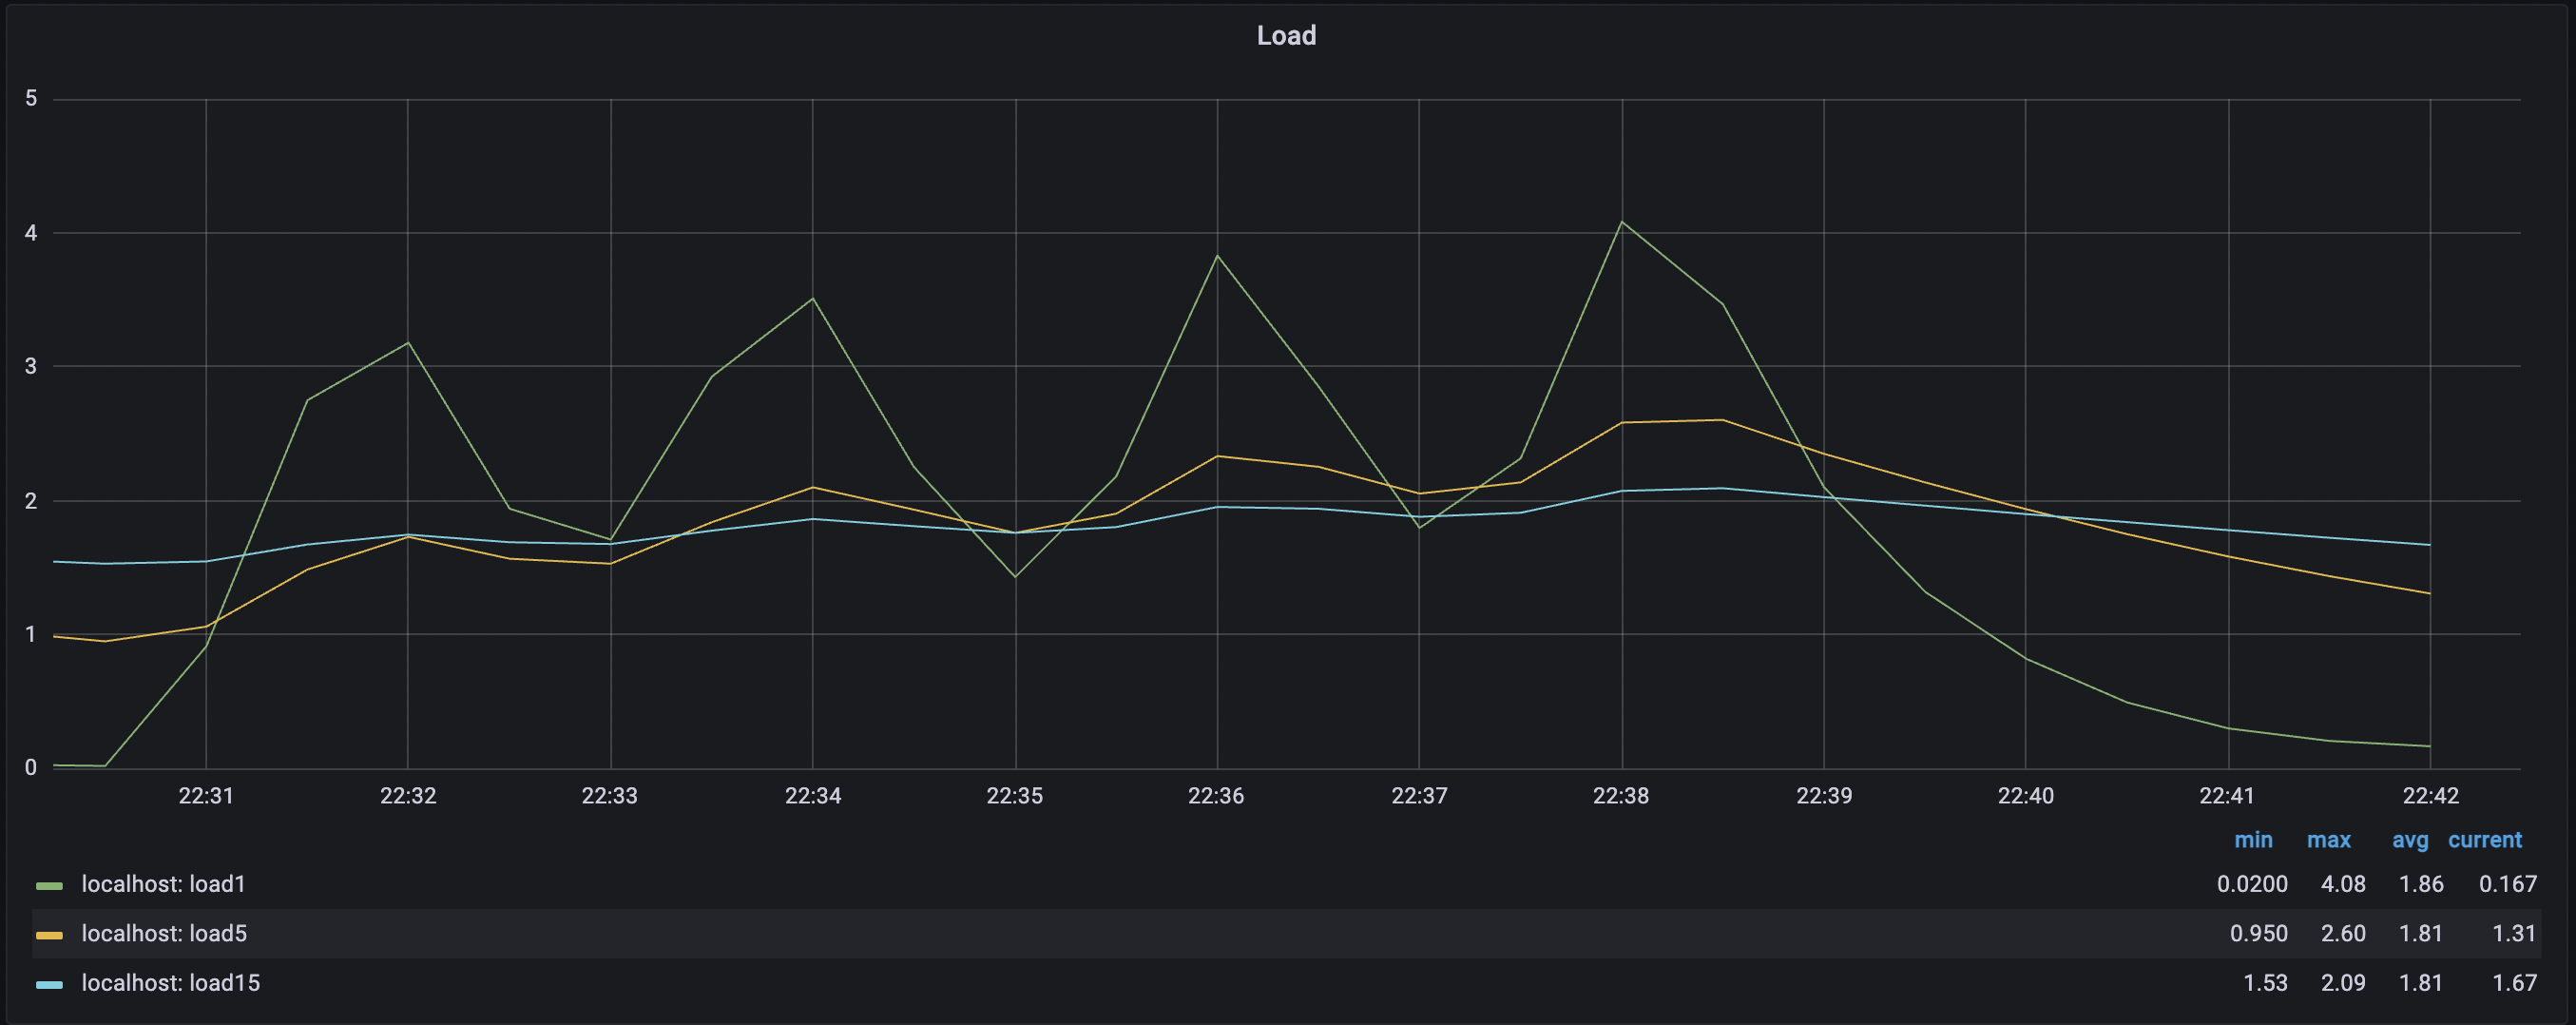 Load
5
4
3
2
1
0
22:31 22:32 22:33 22:34 22:35 22:36 22:37 22:38 22:39 22:40 22:41 22:42
min max avg current
localhost: load1 0.0200 4.08 1.86 0.167
localhost: load5 0.950 2.60 1.81 1.31
localhost: load15 1.53 2.09 1.81 1.67